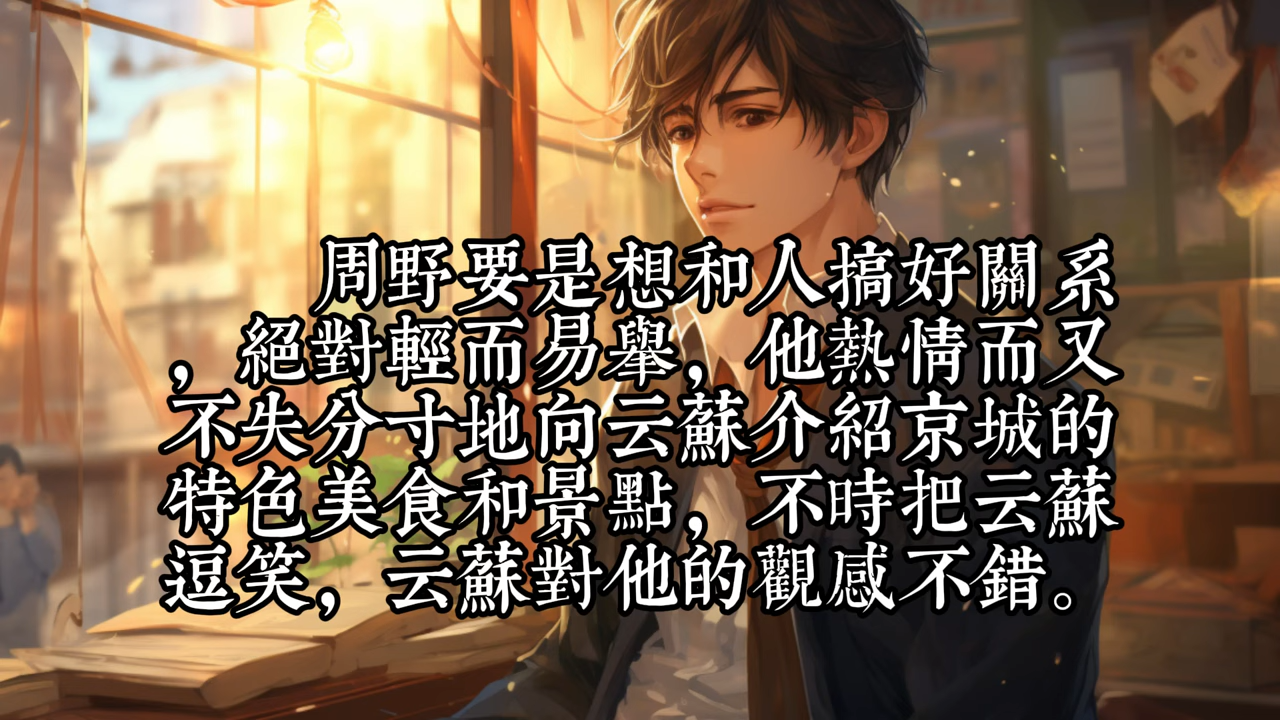 周野要是想和人搞好關系
，絕對輕而易舉，他熱情而又
不失分寸地向云蘇介紹京城的
特色美食和景點，不時把云蘇
逗笑，云蘇對他的觀感不錯。